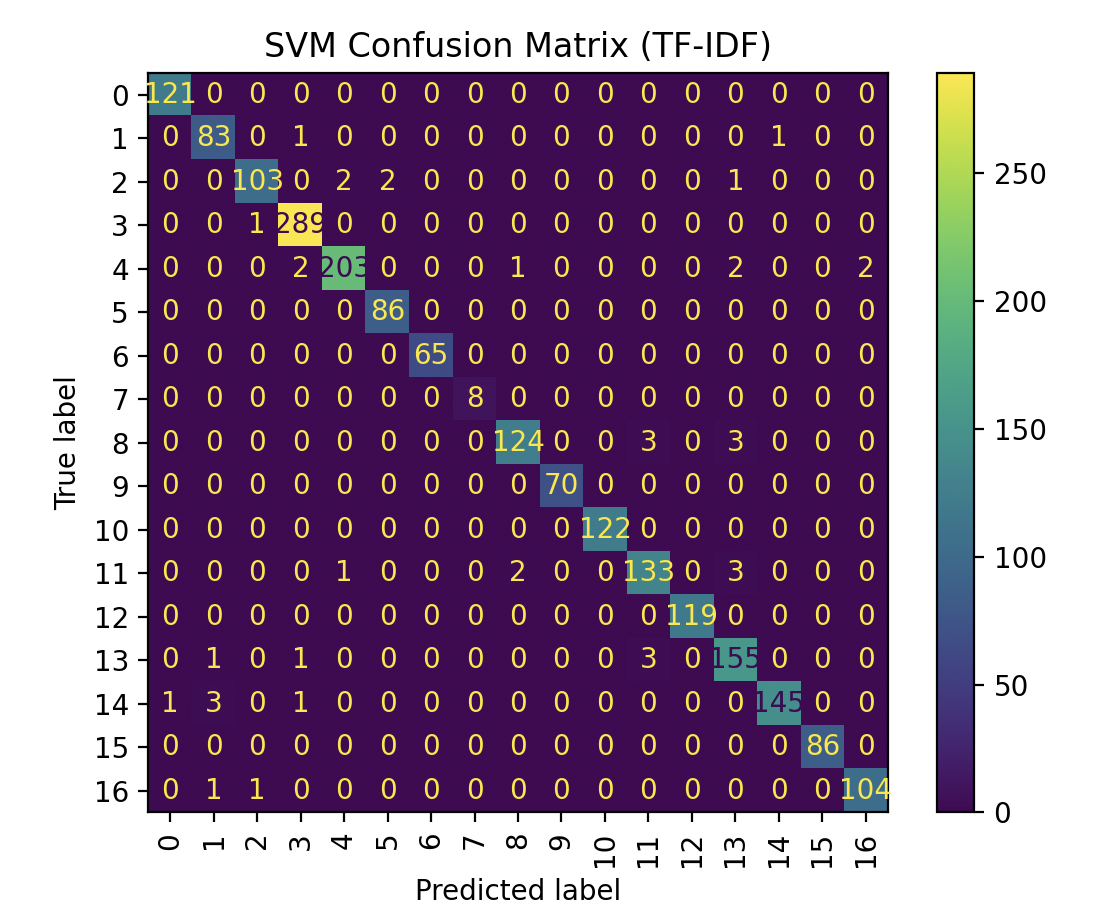 SVM Confusion Matrix (TF-IDF)
0 121 0 0 0 0 0 0 0 0 0 0 0 0 0 0 0 0
1 0 83 0 1 0 0 0 0 0 0 0 0 0 0 1 0 0
2 0 0 103 0 2 2 0 0 0 0 0 0 0 1 0 0 0
3 0 0 1 289 0 0 0 0 0 0 0 0 0 0 0 0 0
4 0 0 0 2 203 0 0 0 1 0 0 0 0 2 0 0 2
5 0 0 0 0 0 86 0 0 0 0 0 0 0 0 0 0 0
6 0 0 0 0 0 0 65 0 0 0 0 0 0 0 0 0 0
7 0 0 0 0 0 0 0 8 0 0 0 0 0 0 0 0 0
8 0 0 0 0 0 0 0 0 124 0 0 3 0 3 0 0 0
9 0 0 0 0 0 0 0 0 0 70 0 0 0 0 0 0 0
10 0 0 0 0 0 0 0 0 0 0 122 0 0 0 0 0 0
11 0 0 0 0 1 0 0 0 2 0 0 133 0 3 0 0 0
12 0 0 0 0 0 0 0 0 0 0 0 0 119 0 0 0 0
13 0 1 0 1 0 0 0 0 0 0 0 3 0 155 0 0 0
14 1 3 0 1 0 0 0 0 0 0 0 0 0 0 145 0 0
15 0 0 0 0 0 0 0 0 0 0 0 0 0 0 0 86 0
16 0 1 1 0 0 0 0 0 0 0 0 0 0 0 0 0 104
0 1 2 3 4 5 6 7 8 9 10 11 12 13 14 15 16
True label
Predicted label
250
200
150
100
50
0